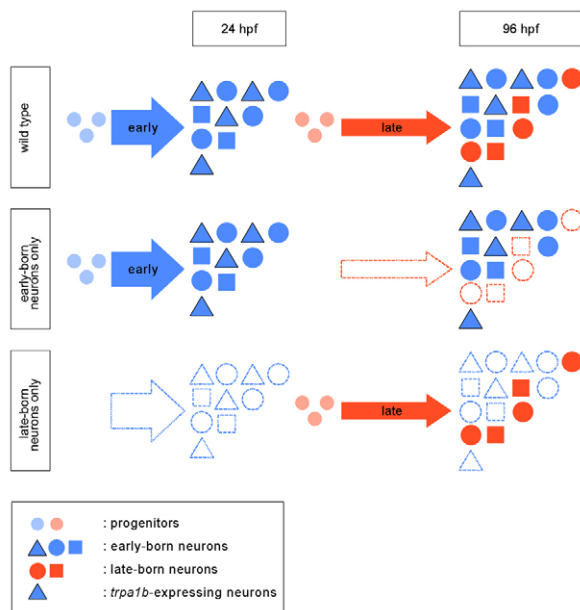 24 hpf
96 hpf
wild type
early
late
early-born
neurons only
early
late-born
neurons only
late
: progenitors
: early-born neurons
: late-born neurons
: trpa1b-expressing neurons